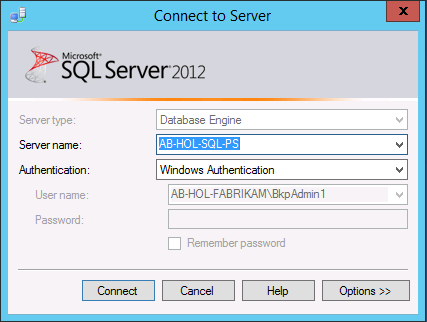 Connect to Server
Microsoft
SQL Server 2012
Server type: Database Engine
Server name: AB-HOL-SQL-PS
Authentication: Windows Authentication
User name: AB-HOL-FABRIKAM\BkpAdmin1
Password:
Remember password
Connect Cancel Help Options >>